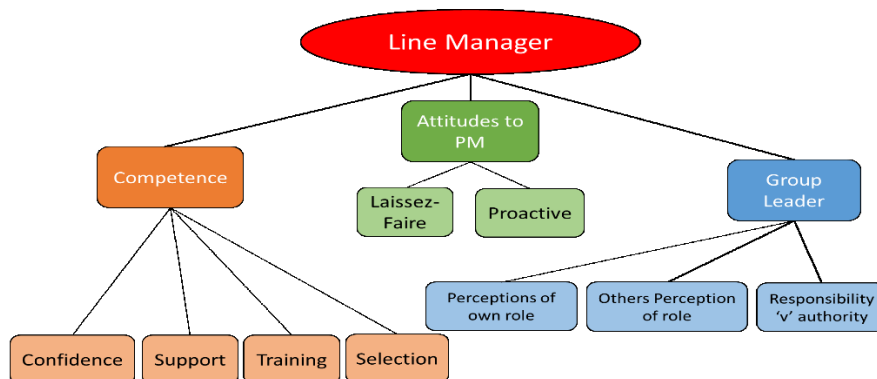 Line Manager
Attitudes to
PM
Competence
Group
Leader
Laissez-
Faire
Proactive
Perceptions of
own role
Others Perception
of role
Responsibility
‘v’ authority
Confidence
Support
Training
Selection